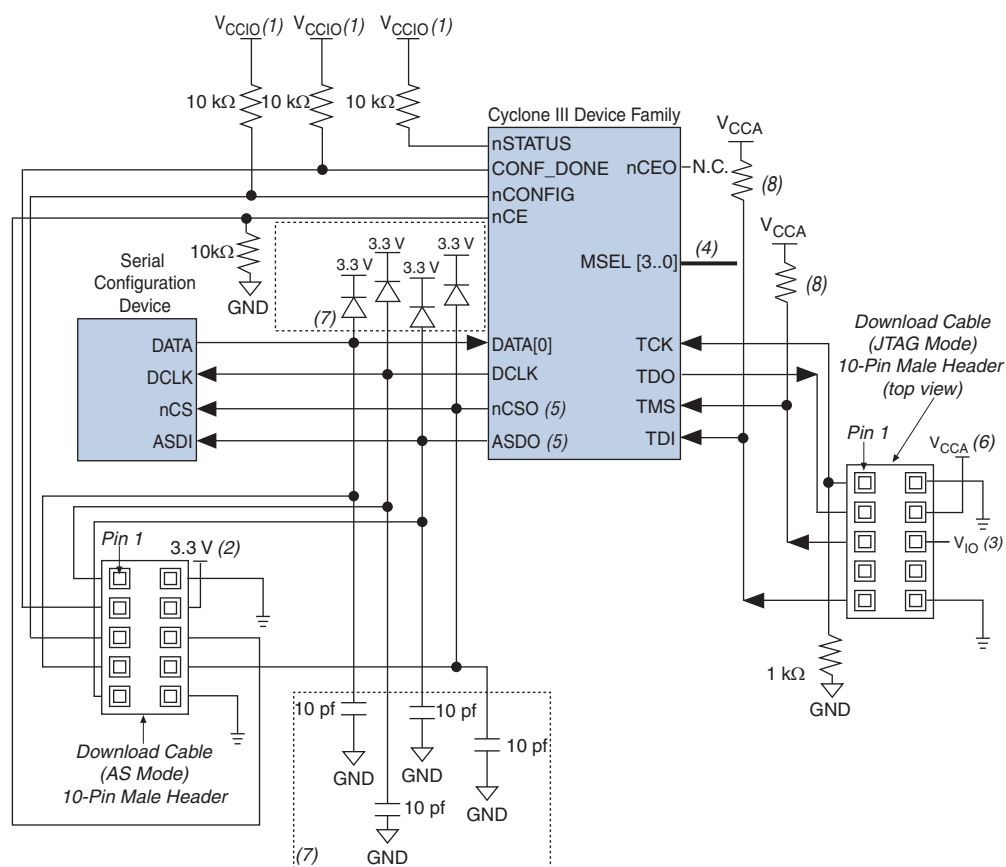 VCCIO (1)
VCCIO (1)
VCCIO (1)
10 kΩ
10 kΩ
10 kΩ
Cyclone III Device Family
nSTATUS
CONF_DONE
nCONFIG
nCE
nCEO
N.C.
VCCA
(8)
VCCA
(8)
MSEL [3..0]
(4)
10kΩ
GND
3.3 V
3.3 V
3.3 V
3.3 V
(7)
Serial
Configuration
Device
DATA
DCLK
nCS
ASDI
DATA[0]
DCLK
nCSO (5)
ASDO (5)
TCK
TDO
TMS
TDI
Download Cable
(JTAG Mode)
10-Pin Male Header
(top view)
Pin 1
VCCA (6)
VIO (3)
1 kΩ
GND
Pin 1
3.3 V (2)
Download Cable
(AS Mode)
10-Pin Male Header
10 pf
GND
10 pf
GND
10 pf
GND
10 pf
GND
(7)